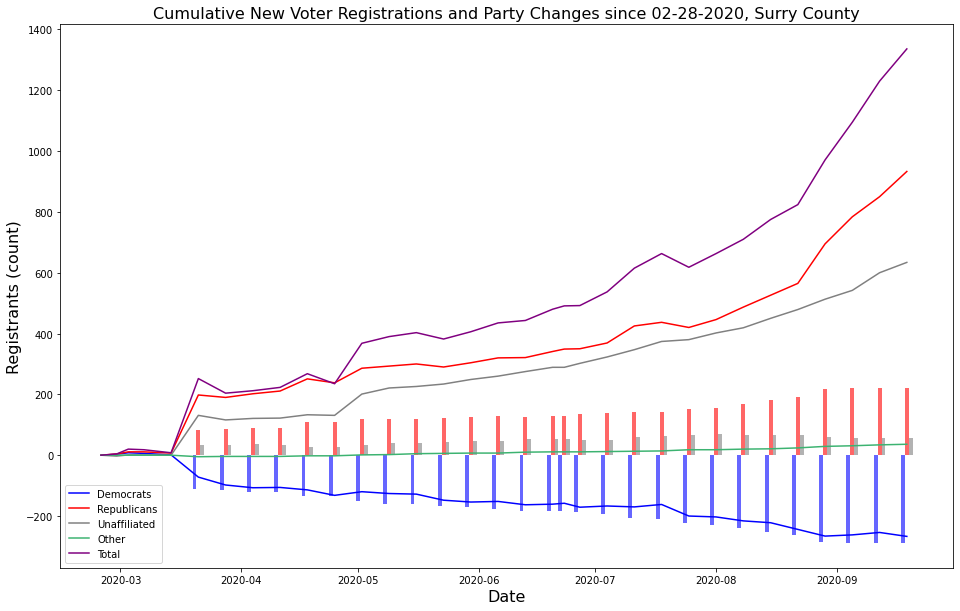 Cumulative New Voter Registrations and Party Changes since 02-28-2020, Surry County
1400
1200
1000
800
600
400
200
0
−200
Registrants (count)
Democrats
Republicans
Unaffiliated
Other
Total
2020-03 2020-04 2020-05 2020-06 2020-07 2020-08 2020-09
Date